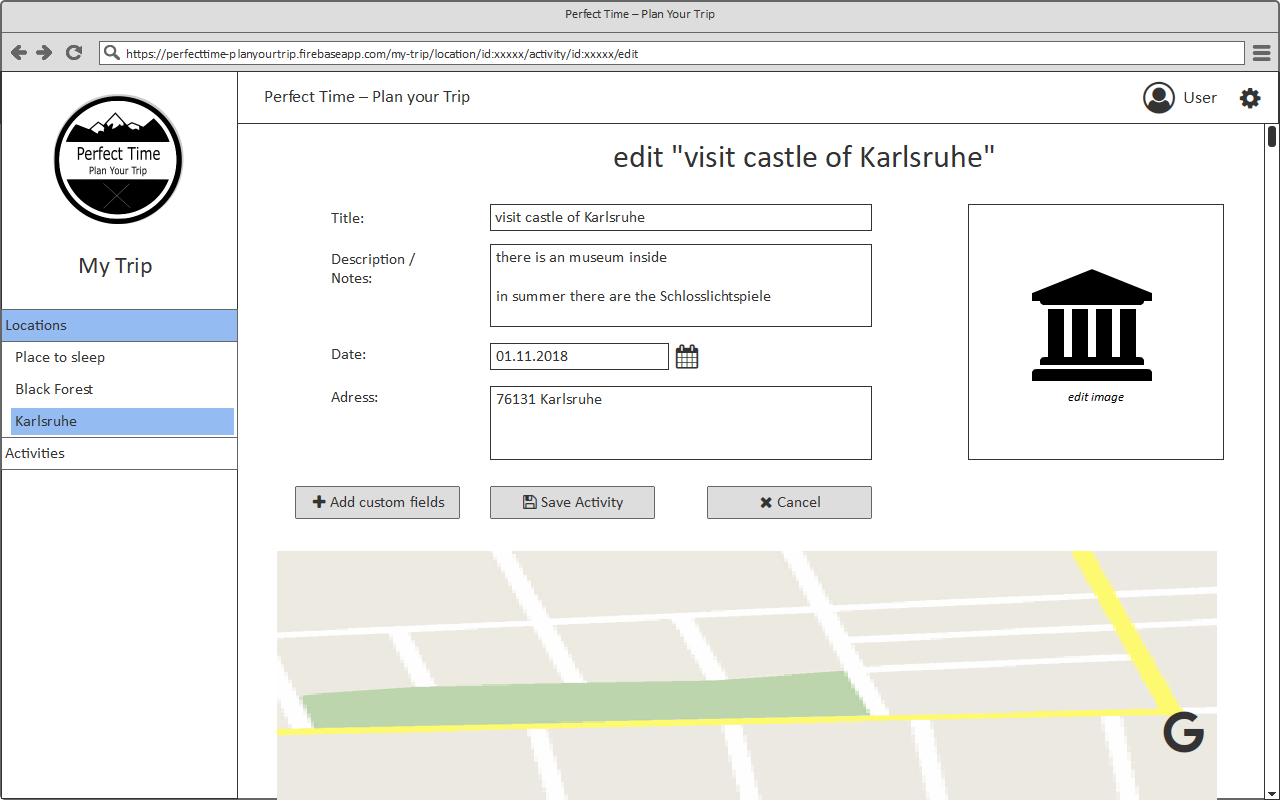 Perfect Time – Plan Your Trip
https://perfecttime-planyourtrip.firebaseapp.com/my-trip/location/id:xxxxx/activity/id:xxxxx/edit
Perfect Time
Plan Your Trip
My Trip
Locations
Place to sleep
Black Forest
Karlsruhe
Activities
Perfect Time – Plan your Trip
User
edit "visit castle of Karlsruhe"
Title:
visit castle of Karlsruhe
Description /
Notes:
there is an museum inside
in summer there are the Schlosslichtspiele
Date:
01.11.2018
Adress:
76131 Karlsruhe
edit image
Add custom fields
Save Activity
Cancel
G